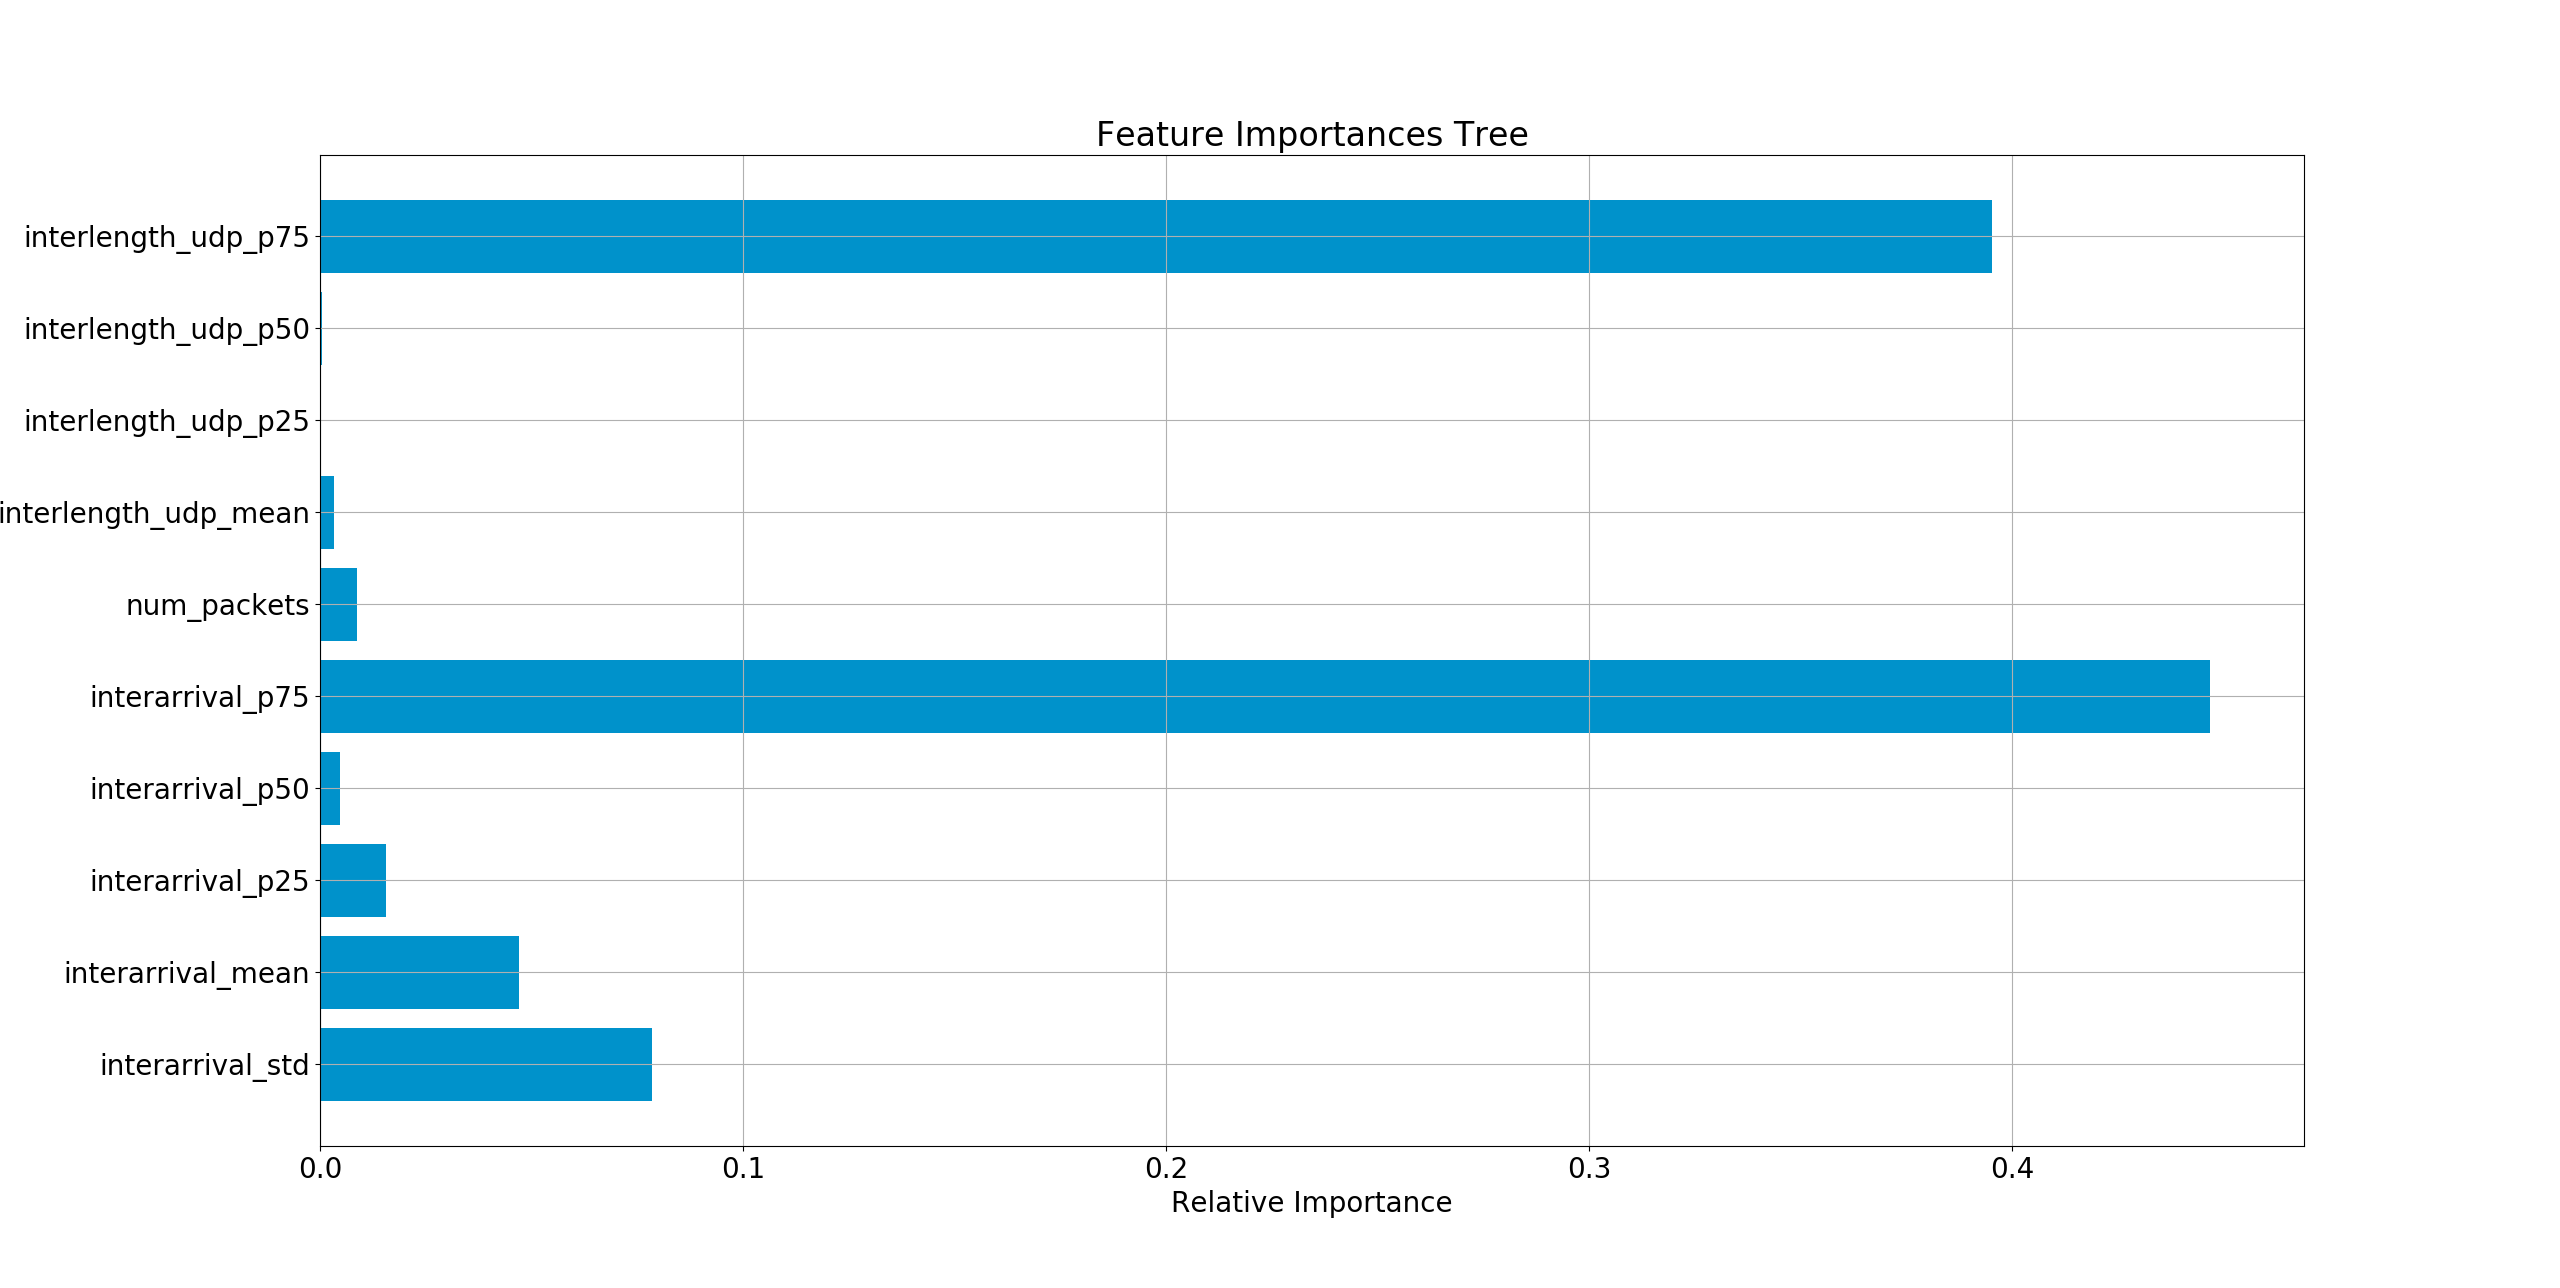 Feature Importances Tree
interlength_udp_p75
interlength_udp_p50
interlength_udp_p25
interlength_udp_mean
num_packets
interarrival_p75
interarrival_p50
interarrival_p25
interarrival_mean
interarrival_std
0.0 0.1 0.2 0.3 0.4
Relative Importance